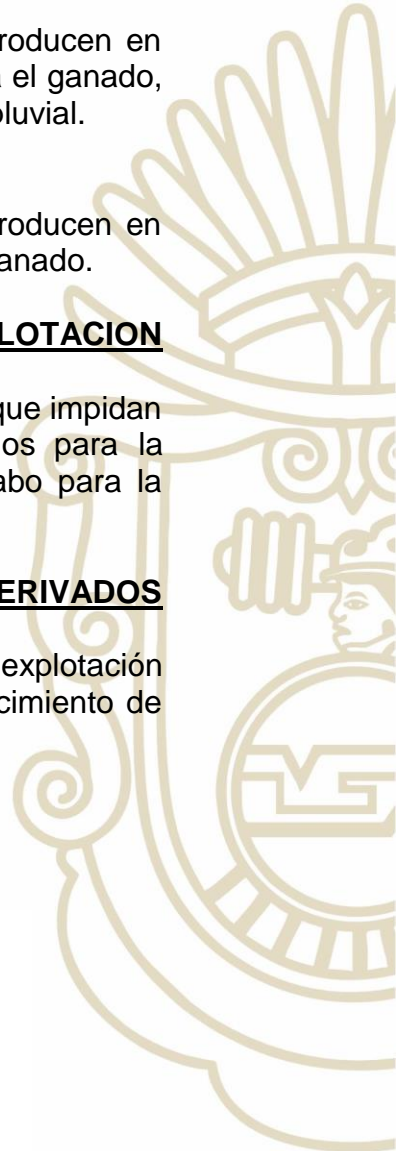 roducen en
a el ganado,
oluvial.
roducen en
anado.
LOTACION
que impidan
os para la
abo para la
ERIVADOS
explotación
cimiento de